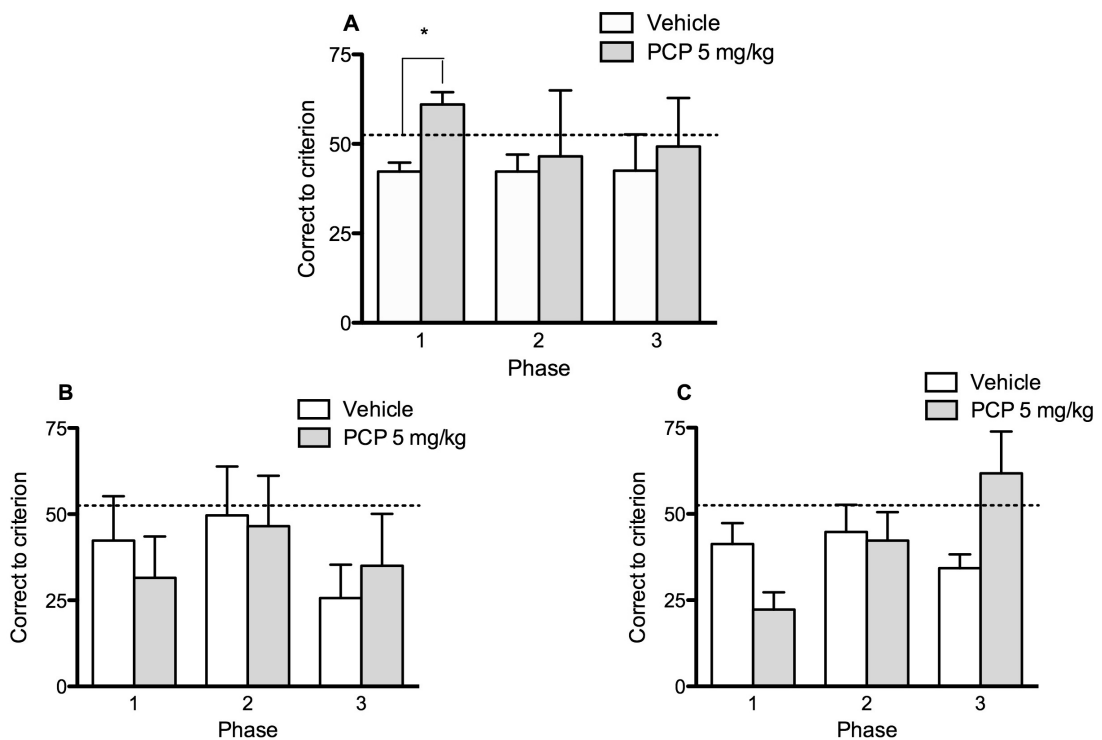 A
*
Vehicle
PCP 5 mg/kg
75
50
25
0
Correct to criterion
1 2 3
Phase
B
Vehicle
PCP 5 mg/kg
75
50
25
0
Correct to criterion
1 2 3
Phase
C
Vehicle
PCP 5 mg/kg
75
50
25
0
Correct to criterion
1 2 3
Phase